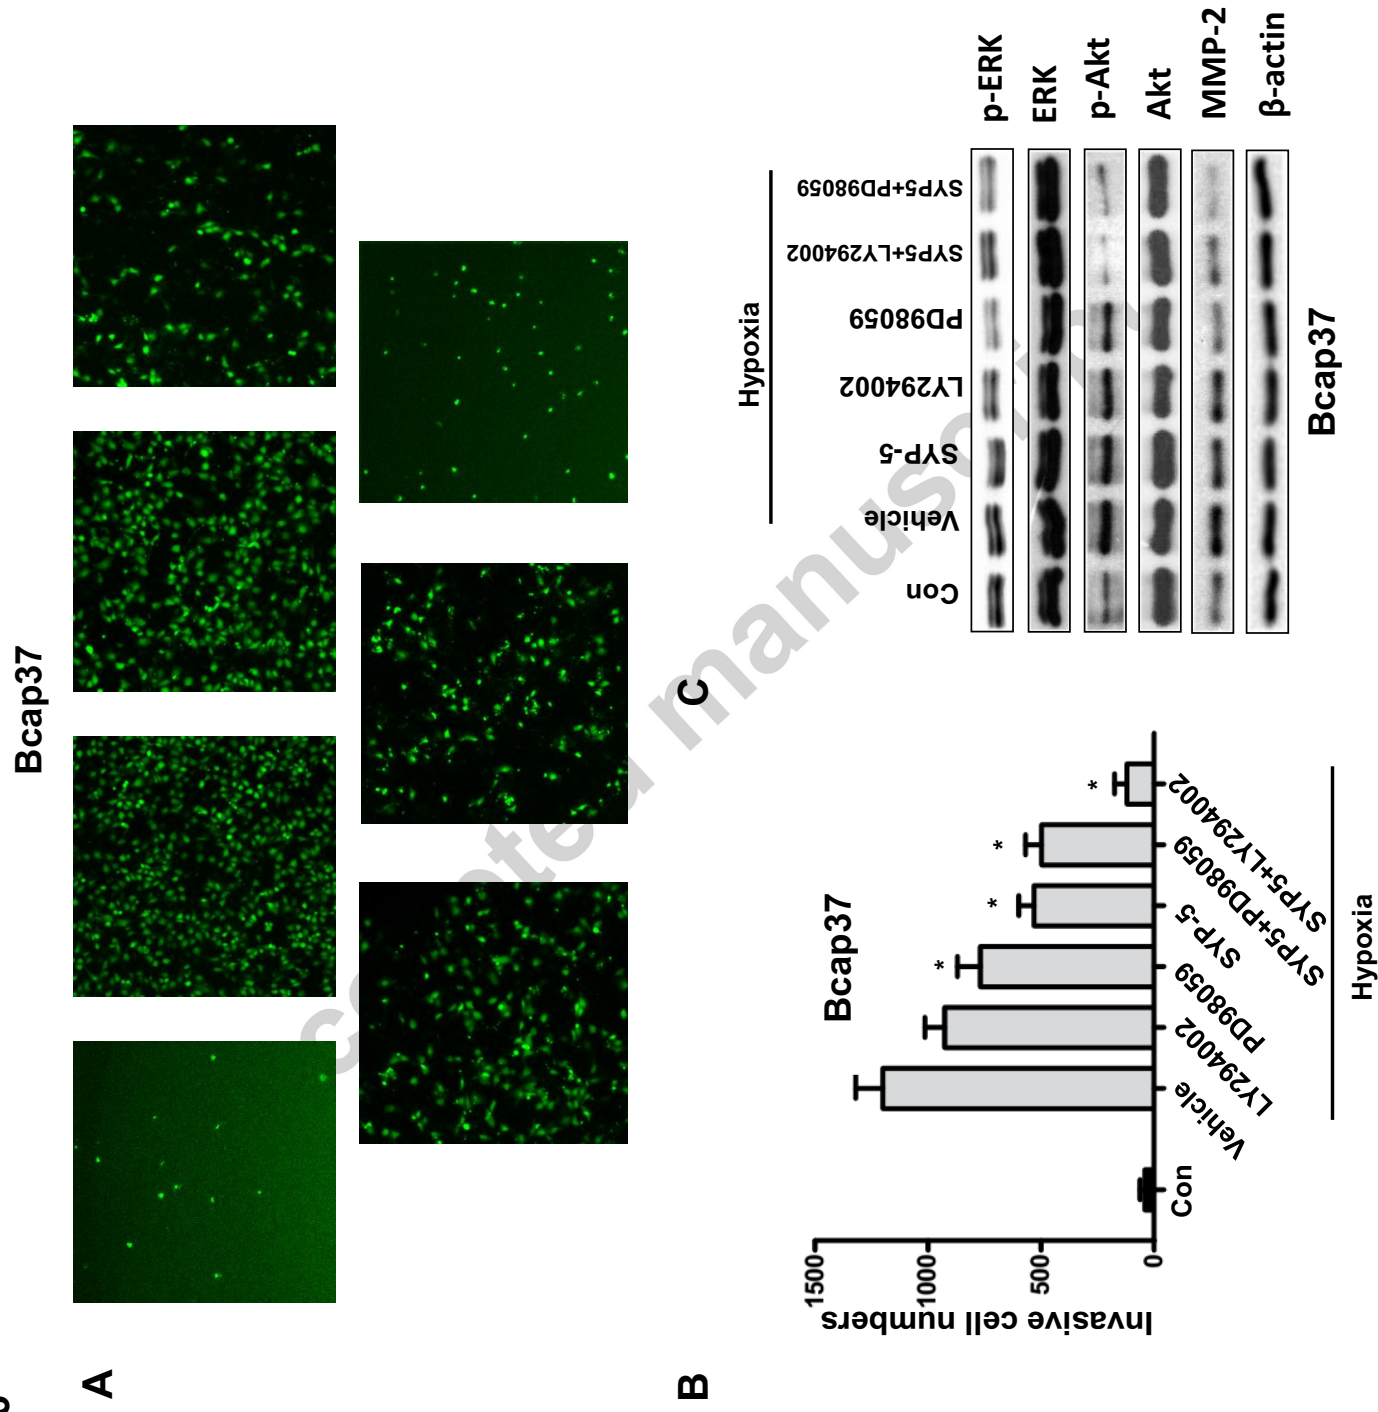 Bcap37
A
B
Bcap37
Invasive cell numbers
1500
1000
500
0
Con
Vehicle
LY294002
PD98059
SYP-5
SYP5+PD98059
SYP5+LY294002
Hypoxia
*
*
*
*
C
Hypoxia
Con
Vehicle
SYP-5
LY294002
PD98059
SYP5+LY294002
SYP5+PD98059
p-ERK
ERK
p-Akt
Akt
MMP-2
β-actin
Bcap37
manuscript